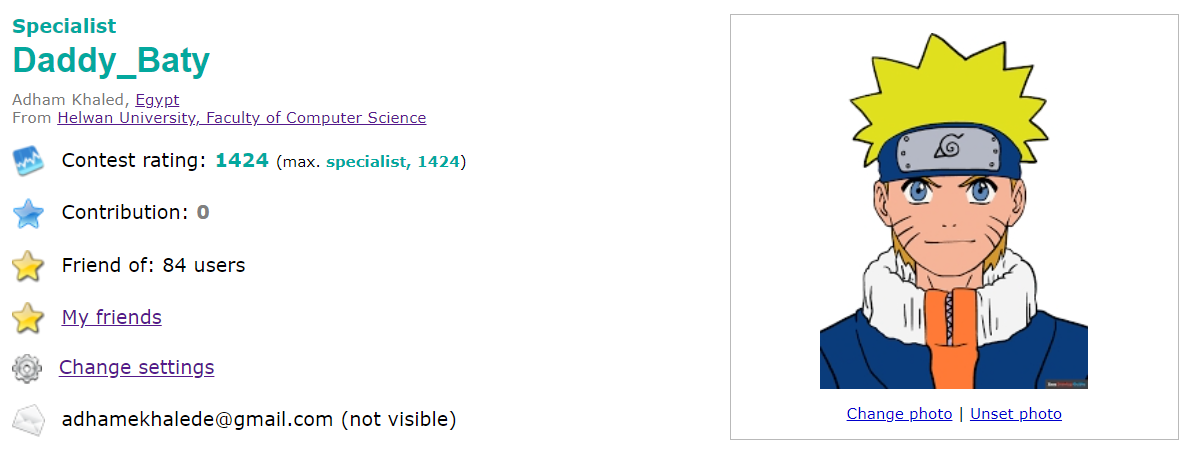 Specialist
Daddy_Baty
Adham Khaled, Egypt
From Helwan University, Faculty of Computer Science
Contest rating: 1424 (max. specialist, 1424)
Contribution: 0
Friend of: 84 users
My friends
Change settings
adhamekhalede@gmail.com (not visible)
Change photo | Unset photo